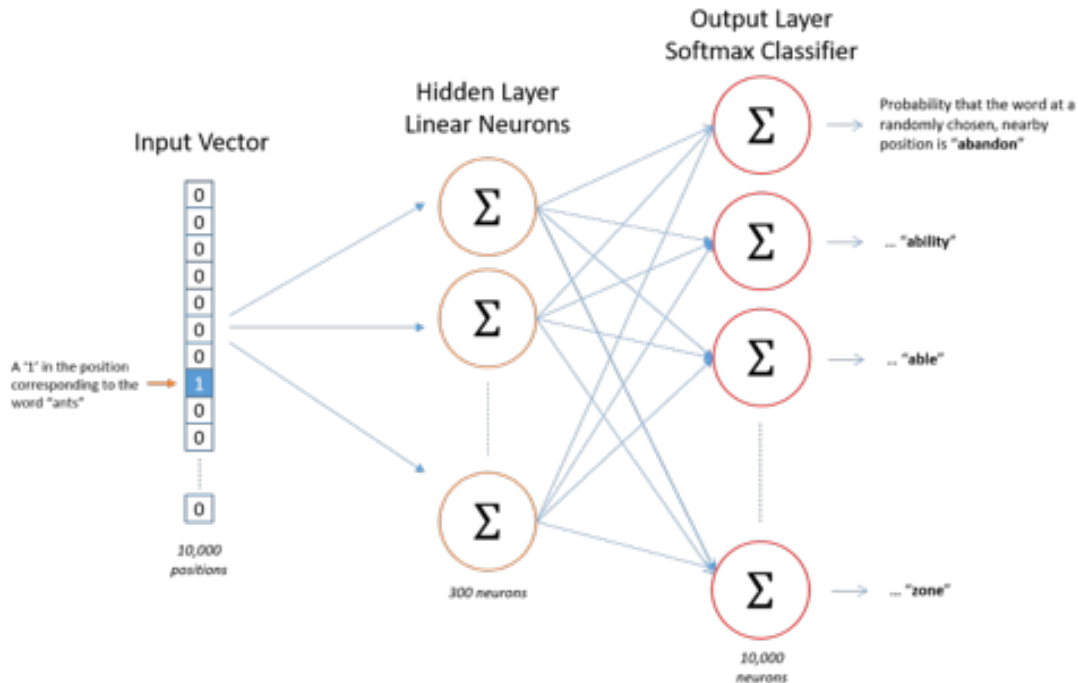 Output Layer
Softmax Classifier
Hidden Layer
Linear Neurons
Input Vector
Σ
Probability that the word at a
randomly chosen, nearby
position is "abandon"
0
0
0
0
0
0
0
1
0
0
0
A '1' in the position
corresponding to the
word "ants"
10,000
positions
Σ
Σ
Σ
300 neurons
Σ
... "ability"
Σ
... "able"
Σ
... "zone"
10,000
neurons